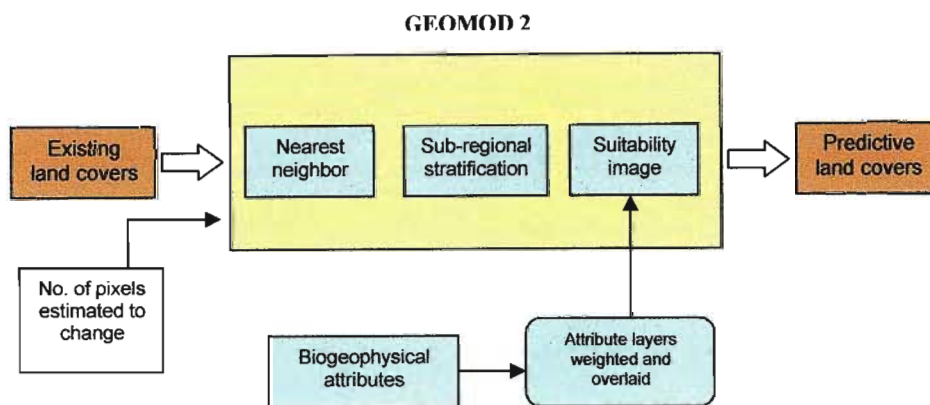 GEOMOD 2
Existing
land covers
Nearest
neighbor
Sub-regional
stratification
Suitability
image
Predictive
land covers
No. of pixels
estimated to
change
Biogeophysical
attributes
Attribute layers
weighted and
overlaid